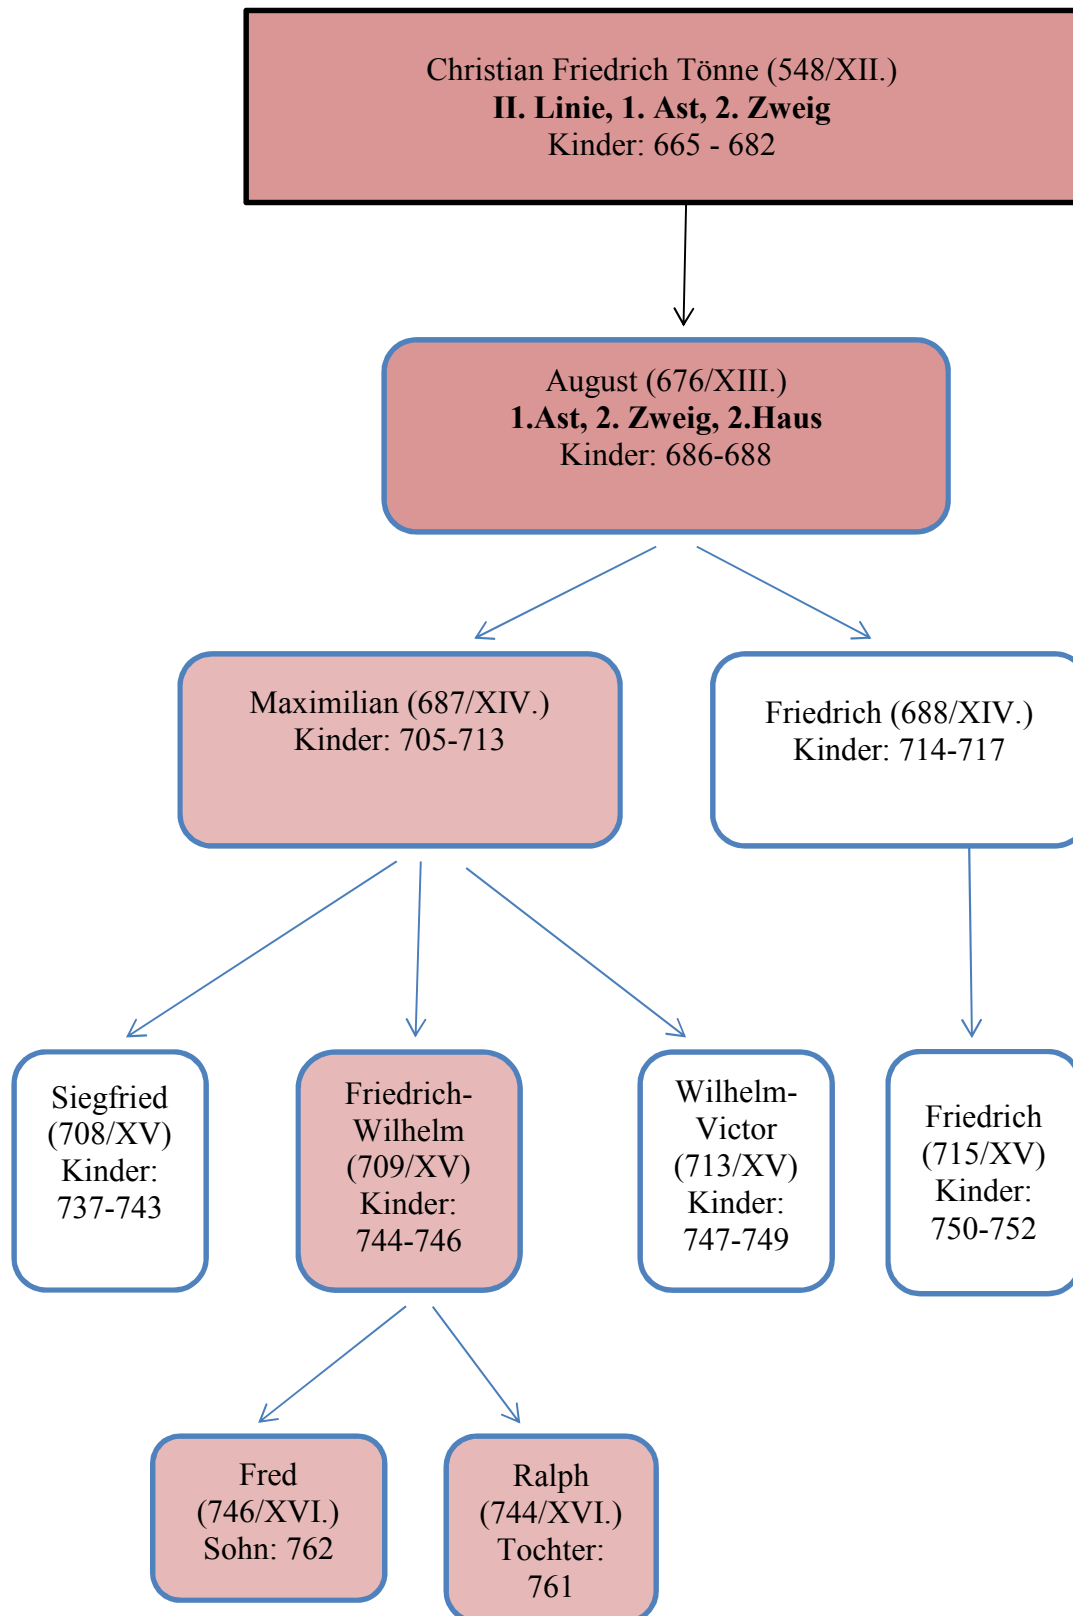 Christian Friedrich Tönne (548/XII.)
II. Linie, 1. Ast, 2. Zweig
Kinder: 665 - 682
August (676/XIII.)
1.Ast, 2. Zweig, 2.Haus
Kinder: 686-688
Maximilian (687/XIV.)
Kinder: 705-713
Friedrich (688/XIV.)
Kinder: 714-717
Siegfried
(708/XV)
Kinder:
737-743
Friedrich-
Wilhelm
(709/XV)
Kinder:
744-746
Wilhelm-
Victor
(713/XV)
Kinder:
747-749
Friedrich
(715/XV)
Kinder:
750-752
Fred
(746/XVI.)
Sohn: 762
Ralph
(744/XVI.)
Tochter:
761